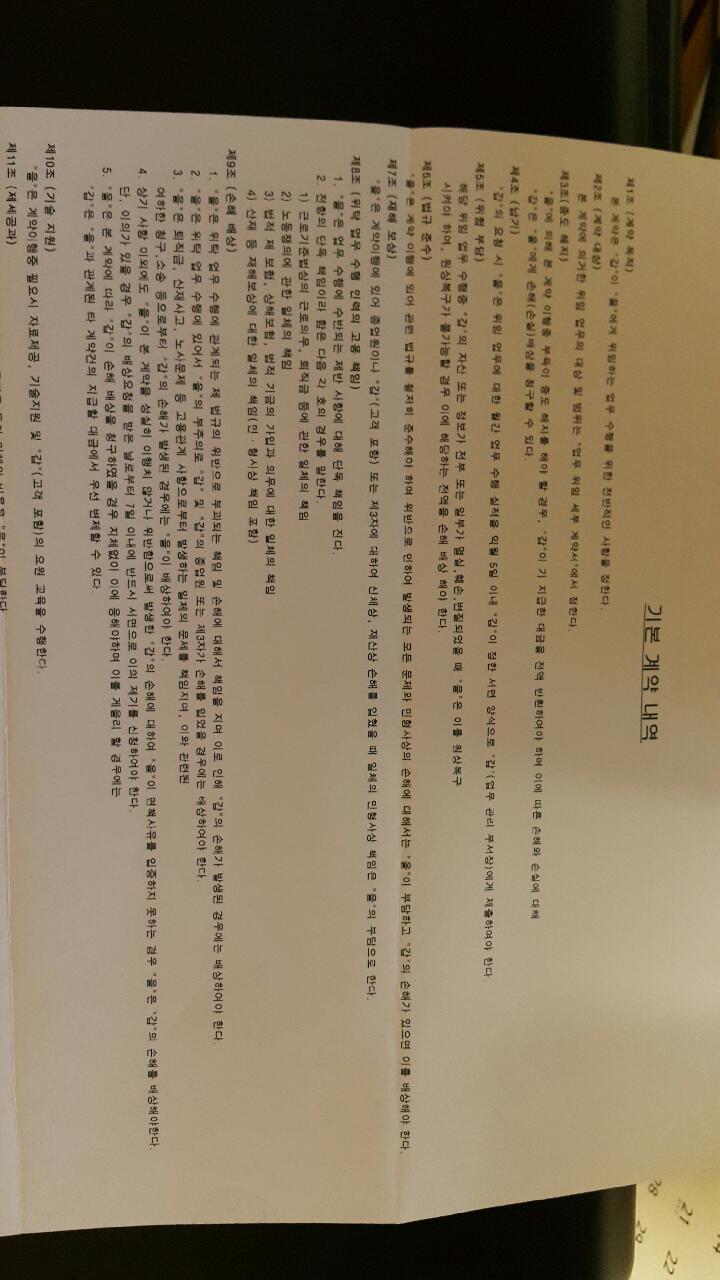 기본 계약 내역
제1조 (계약 목적)
본 계약은 "갑"이 "을"에게 위임하는 업무 수행을 위한 전반적인 사항을 정한다.
제2조 (계약 대상)
본 계약에 의거한 위임 업무의 대상 및 범위는 "업무 위임 세부 계약서"에서 정한다.
제3조(중도 해지)
"을"에 의해 본 계약 이행중 부득이 중도 해지를 해야 할 경우, "갑"이 기 지급한 대금을 전액 반환하여야 하며 이에 따른 손해와 손실에 대해
"갑"은 "을"에게 손해(손실)배상을 청구할 수 있다.
제4조 (납기)
"갑"의 요청 시 "을"은 위임 업무에 대한 월간 업무 수행 실적을 익월 5일 이내 "갑"이 정한 서면 양식으로 "갑"(업무 관리 부서장)에게 제출하여야 한다.
제5조 (위험 부담)
해당 위임 업무 수행중 "갑"의 자산 또는 정보가 전부 또는 일부가 멸실,훼손,변질되었을 때 "을"은 이를 원상복구
시켜야 하며, 원상복구가 불가능할 경우 이에 해당하는 전액을 손해 배상 해야 한다.
제6조 (법규 준수)
"을"은 계약 이행에 있어 관련 법규를 철저히 준수해야 하며 위반으로 인하여 발생되는 모든 문제와 민형사상의 손해에 대해서는 "을"이 부담하고 "갑"의 손해가 있으면 이를 배상해야 한다.
제7조 (재해 보상)
"을"은 계약이행에 있어 종업원이나 "갑"(고객 포함) 또는 제3자에 대하여 신체상, 재산상 손해를 입혔을 때 일체의 민형사상 책임은 "을"의 부담으로 한다.
제8조 (위탁 업무 수행 인력의 고용 책임)
1. "을"은 업무 수행에 수반되는 제반 사항에 대해 단독 책임을 진다.
2. 전항의 단독 책임이라 함은 다음 각 호의 경우를 말한다.
1) 근로기준법상의 근로의무, 퇴직금 등에 관한 일체의 책임
2) 노동쟁의에 관한 일체의 책임
3) 법적 제 보험, 상해보험, 법적 기금의 가입과 의무에 대한 일체의 책임
4) 산재 등 재해보상에 대한 일체의 책임(민·형사상 책임 포함)
제9조 (손해 배상)
1. "을"은 위탁 업무 수행에 관계되는 제 법규의 위반으로 부과되는 책임 및 손해에 대해서 책임을 지며 이로 인해 "갑"의 손해가 발생된 경우에는 배상하여야 한다.
2. "을"은 위탁 업무 수행에 있어서 "을"의 부주의로 "갑" 및 "갑"의 종업원 또는 제3자가 손해를 입었을 경우에는 배상하여야 한다.
3. "을"은 퇴직금, 산재사고, 노사문제 등 고용관계 사항으로부터 발생하는 일체의 문제를 책임지며, 이와 관련된
여하한 청구,소송 등으로부터 "갑"의 손해가 발생된 경우에는 "을"이 배상하여야 한다.
4. 상기 사항 이외에도 "을"이 본 계약을 성실히 이행치 않거나 위반함으로써 발생한 "갑"의 손해에 대하여 "을"이 면책사유를 입증하지 못하는 경우 "을"은 "갑"의 손해를 배상해야한다.
단, 이의가 있을 경우 "갑"의 배상요청을 받은 날로부터 7일 이내에 반드시 서면으로 이의 제기를 신청하여야 한다.
5. "을"은 본 계약에 따라 "갑"이 손해 배상을 청구하였을 경우 지체없이 이에 응해야하며 이를 게을리 할 경우에는
"갑"은 "을"과 관계된 타 계약건의 지급할 대금에서 우선 변제할 수 있다.
제10조 (기술 지원)
"을"은 계약이행중 필요시 자료제공, 기술지원 및 "갑"(고객 포함)의 요원 교육을 수행한다.
제11조 (제세공과)
"을"이 부담한다.
21
22
28
29